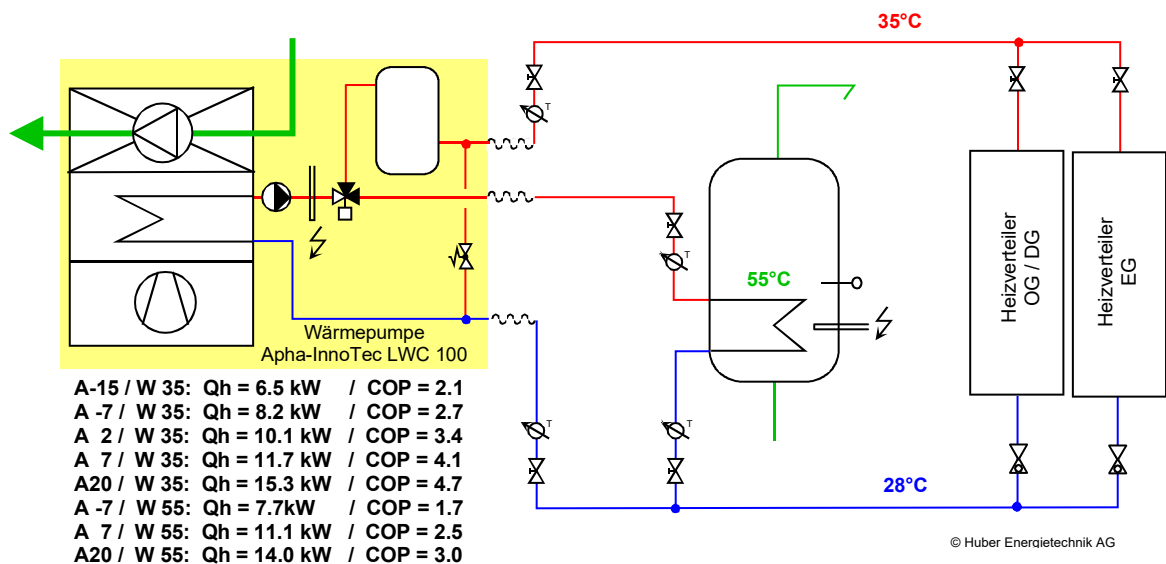 35°C
T
T
55°C
Heizverteiler
OG / DG
Heizverteiler
EG
Wärmepumpe
Apha-InnoTec LWC 100
A-15 / W 35: Qh = 6.5 kW / COP = 2.1
A -7 / W 35: Qh = 8.2 kW / COP = 2.7
A 2 / W 35: Qh = 10.1 kW / COP = 3.4
A 7 / W 35: Qh = 11.7 kW / COP = 4.1
A20 / W 35: Qh = 15.3 kW / COP = 4.7
A -7 / W 55: Qh = 7.7kW / COP = 1.7
A 7 / W 55: Qh = 11.1 kW / COP = 2.5
A20 / W 55: Qh = 14.0 kW / COP = 3.0
T
T
28°C
© Huber Energietechnik AG